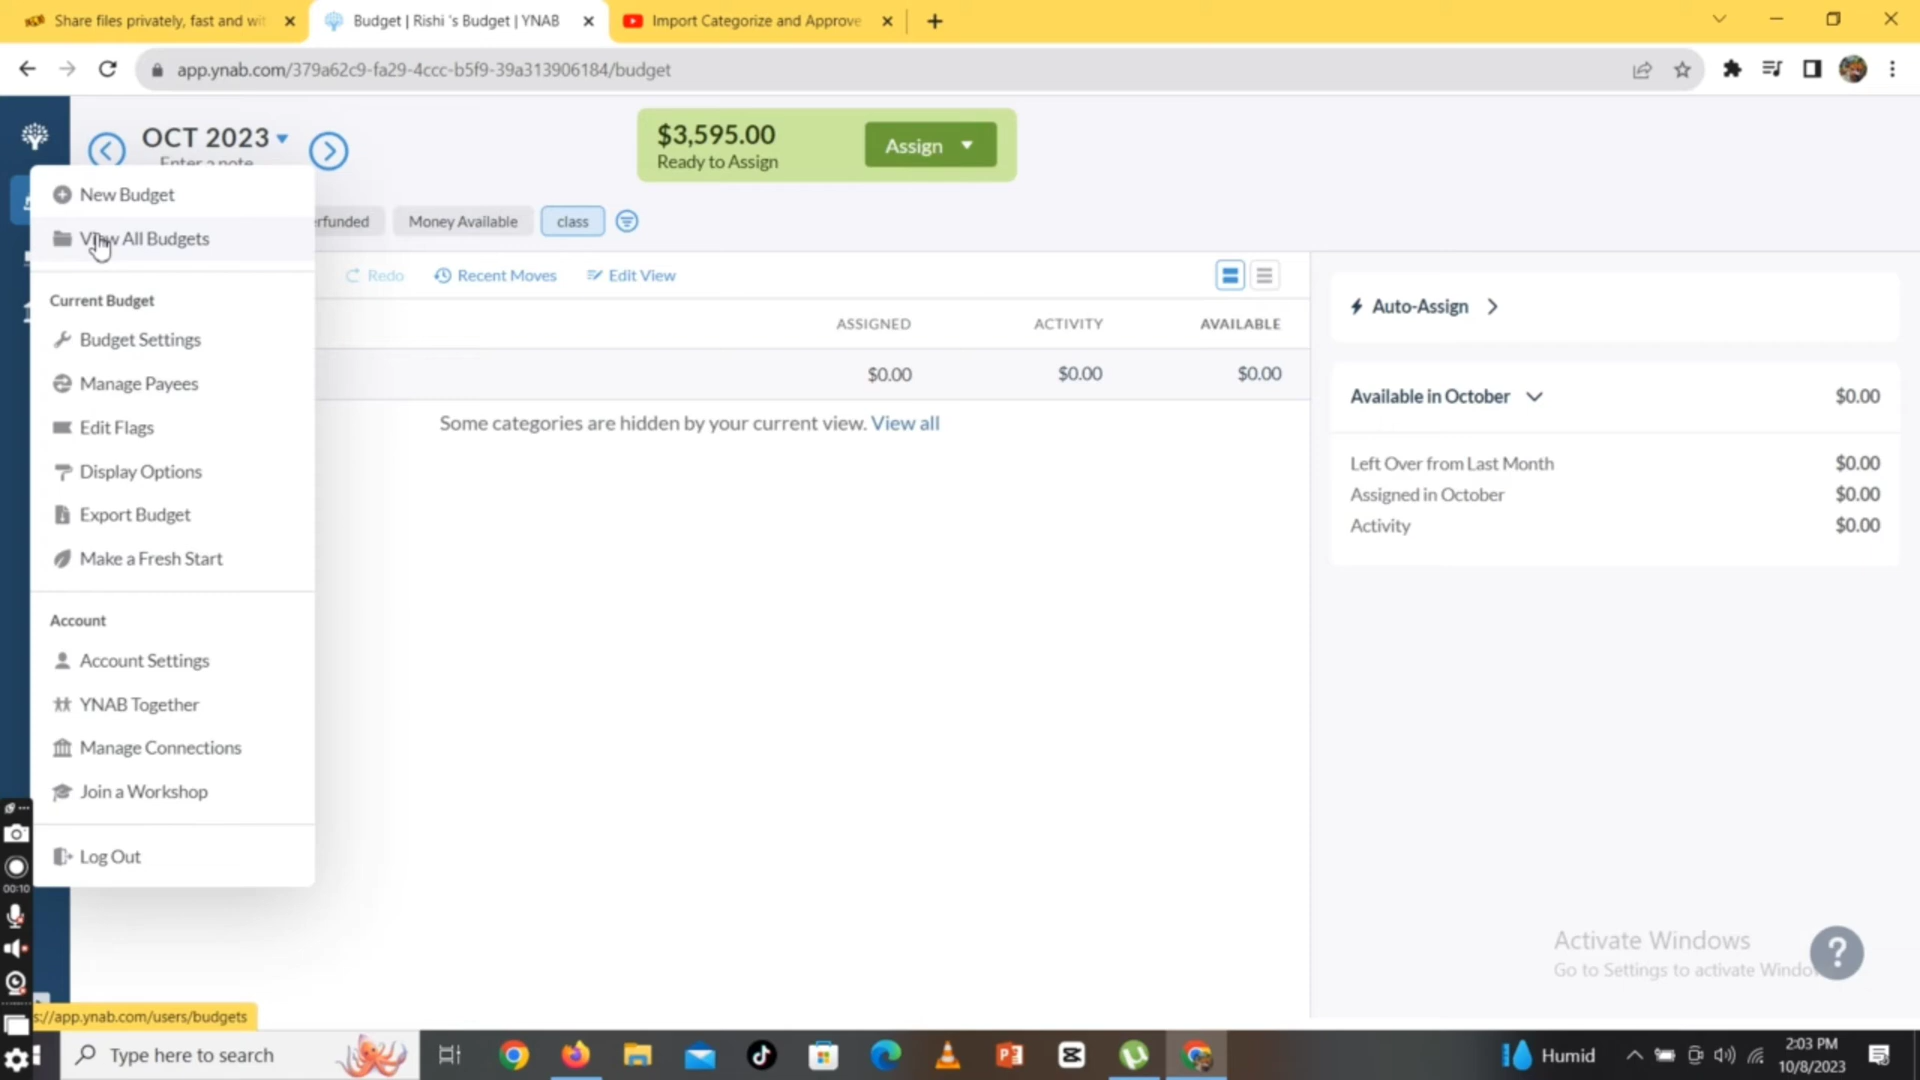 Share files privately, fast and wit
Budget | Rishi 's Budget | YNAB
Import Categorize and Approve
app.ynab.com/379a62c9-fa29-4ccc-b5f9-39a313906184/budget
OCT 2023
Enter a note
$3,595.00
Ready to Assign
Assign
New Budget
View All Budgets
Current Budget
Budget Settings
Manage Payees
Edit Flags
Display Options
Export Budget
Make a Fresh Start
Account
Account Settings
YNAB Together
Manage Connections
Join a Workshop
Log Out
erfunded
Money Available
class
Redo
Recent Moves
Edit View
ASSIGNED
ACTIVITY
AVAILABLE
$0.00
$0.00
$0.00
Some categories are hidden by your current view. View all
Auto-Assign
Available in October
$0.00
Left Over from Last Month
$0.00
Assigned in October
$0.00
Activity
$0.00
Activate Windows
Go to Settings to activate Windo
?
00:10
s://app.ynab.com/users/budgets
Type here to search
Humid
2:03 PM
10/8/2023